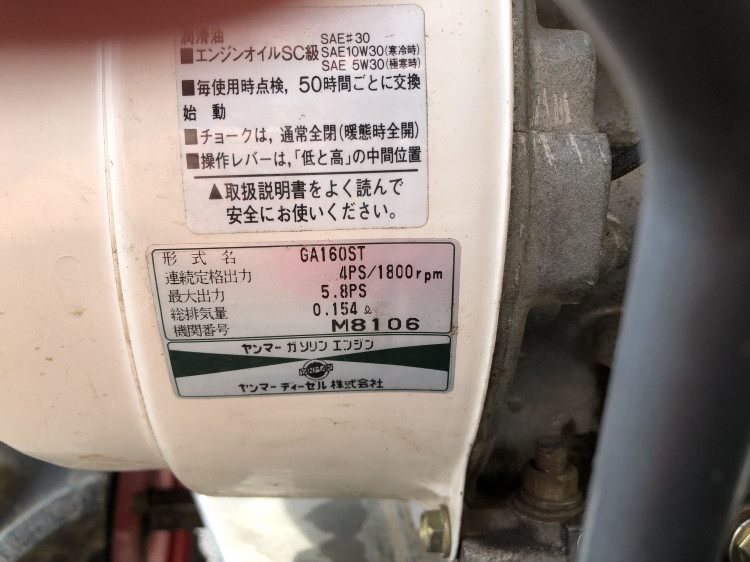 潤滑油 SAE#30
■エンジンオイルSC級 SAE10W30(寒冷時)
SAE 5W30(極寒時)
■毎使用時点検, 50時間ごとに交換
始動
■チョークは, 通常全閉(暖態時全開)
■操作レバーは,「低と高」の中間位置
▲取扱説明書をよく読んで
安全にお使いください。
形式名 GA160ST
連続定格出力 4PS/1800rpm
最大出力 5.8PS
総排気量 0.154ℓ
機関番号 M8106
ヤンマー ガソリン エンジン
YANMAR
ヤンマーディーゼル 株式会社